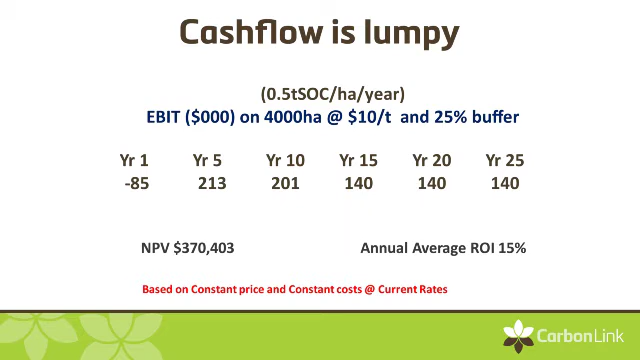 Cashflow is lumpy
(0.5tSOC/ha/year)
EBIT ($000) on 4000ha @ $10/t and 25% buffer
Yr 1 Yr 5 Yr 10 Yr 15 Yr 20 Yr 25
-85 213 201 140 140 140
NPV $370,403 Annual Average ROI 15%
Based on Constant price and Constant costs @ Current Rates
CarbonLink